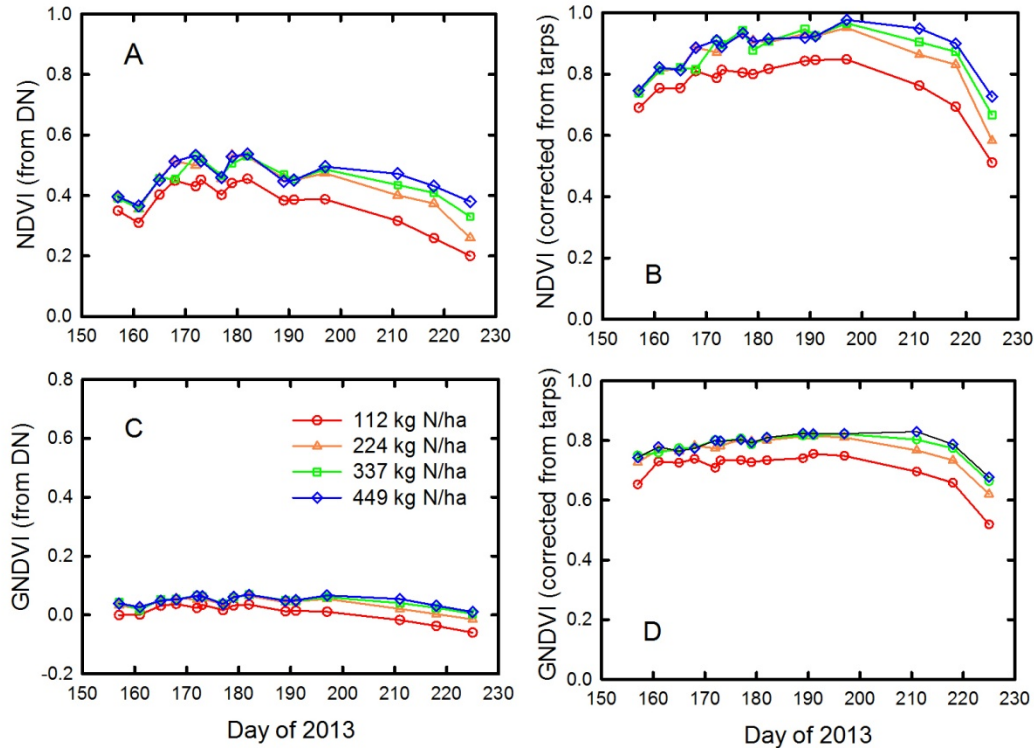 A
NDVI (from DN)
1.0
0.8
0.6
0.4
0.2
0.0
150 160 170 180 190 200 210 220 230
B
NDVI (corrected from tarps)
1.0
0.8
0.6
0.4
0.2
0.0
150 160 170 180 190 200 210 220 230
C
GNDVI (from DN)
0.8
0.6
0.4
0.2
0.0
-0.2
112 kg N/ha
224 kg N/ha
337 kg N/ha
449 kg N/ha
150 160 170 180 190 200 210 220 230
Day of 2013
D
GNDVI (corrected from tarps)
1.0
0.8
0.6
0.4
0.2
0.0
150 160 170 180 190 200 210 220 230
Day of 2013